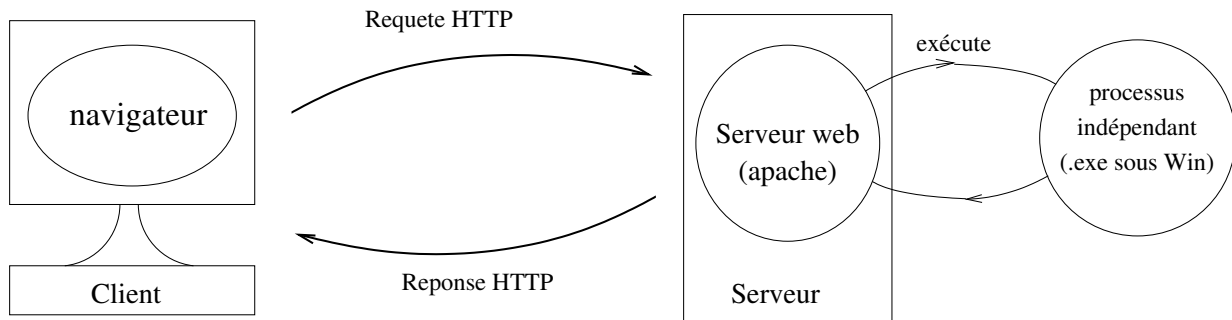 Requete HTTP
navigateur
Client
Reponse HTTP
Serveur web
(apache)
Serveur
exécute
processus
indépendant
(.exe sous Win)